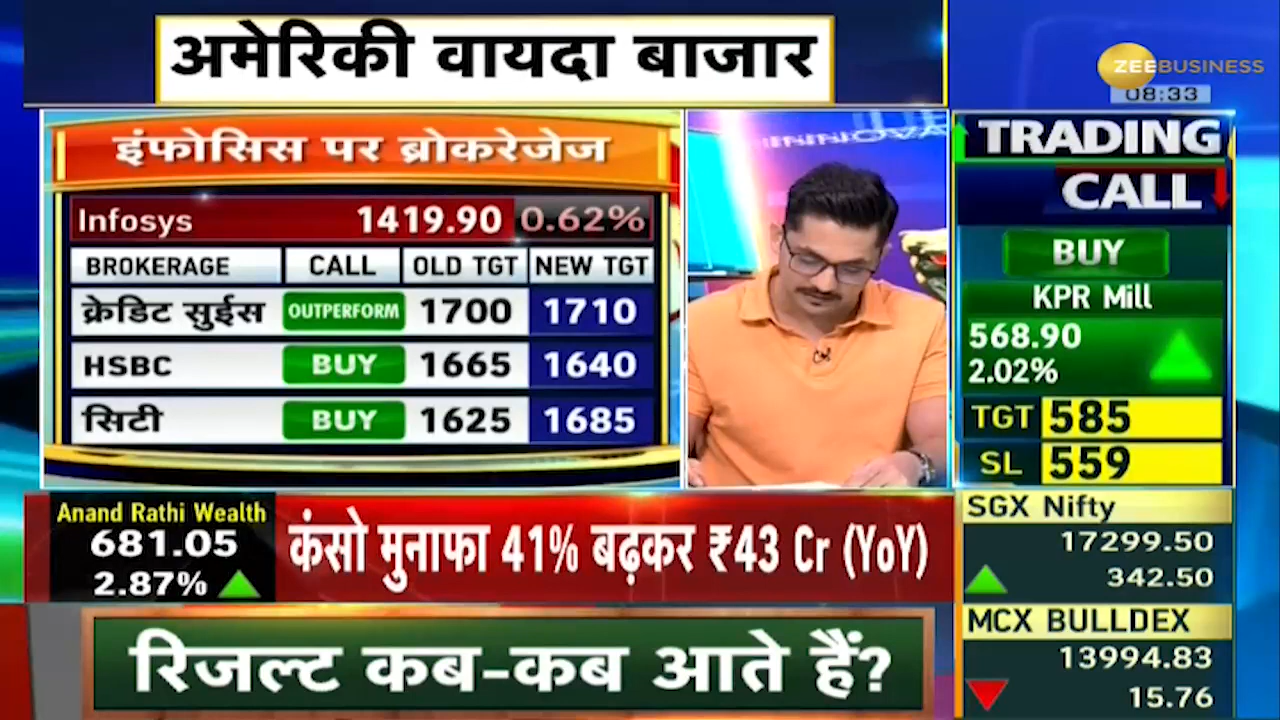 अमेरिकी वायदा बाजार
ZEEBUSINESS
08:33
इंफोसिस पर ब्रोकरेजेज
Infosys 1419.90 0.62%
BROKERAGE CALL OLD TGT NEW TGT
क्रेडिट सुईस OUTPERFORM 1700 1710
HSBC BUY 1665 1640
सिटी BUY 1625 1685
TRADING
CALL
BUY
KPR Mill
568.90
2.02%
TGT 585
SL 559
Anand Rathi Wealth
681.05
2.87%
कंसो मुनाफा 41% बढ़कर ₹43 Cr (YoY)
SGX Nifty
17299.50
342.50
MCX BULLDEX
13994.83
15.76
रिजल्ट कब-कब आते हैं?